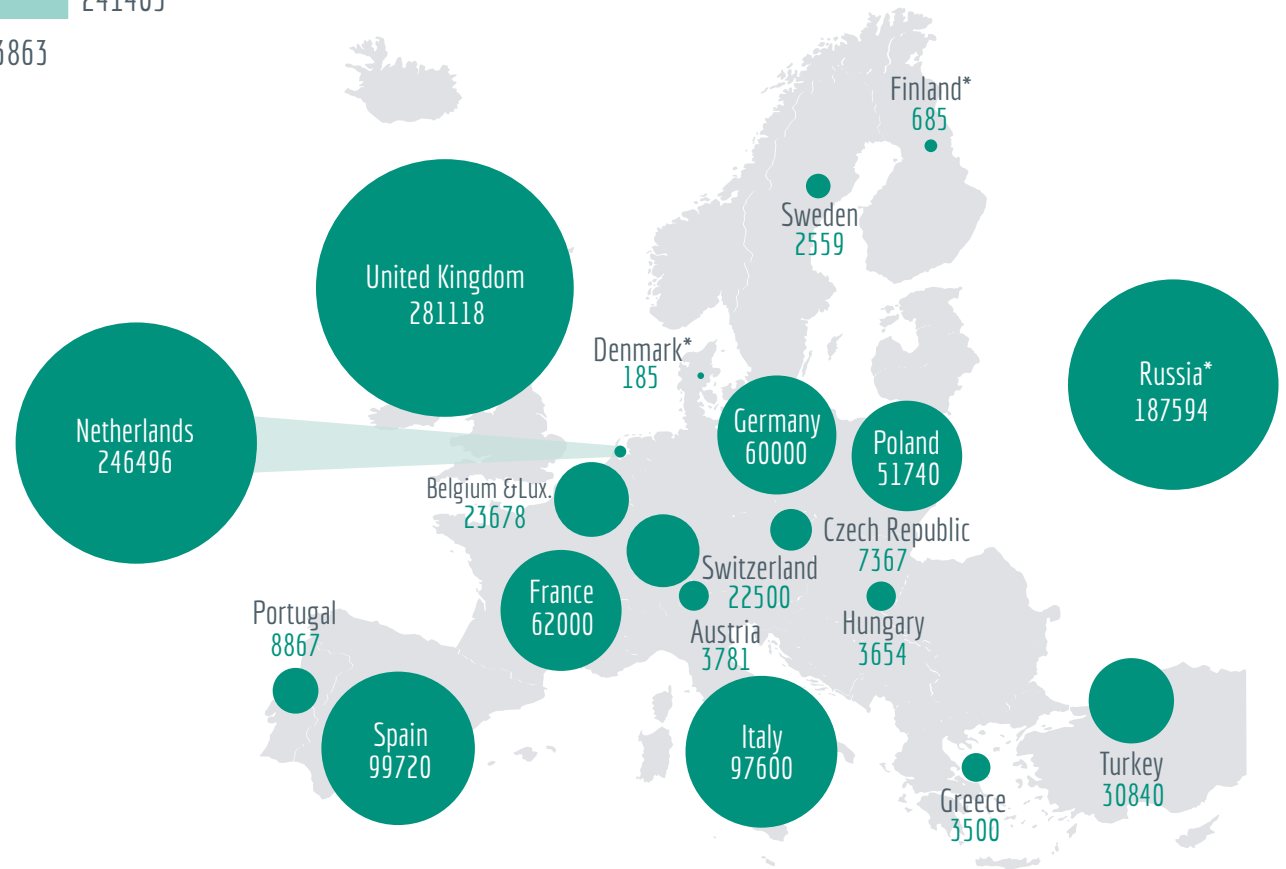 241405
3863
Finland*
685
Sweden
2559
United Kingdom
281118
Denmark*
185
Russia*
187594
Netherlands
246496
Germany
60000
Poland
51740
Belgium &Lux.
23678
Czech Republic
7367
Switzerland
22500
France
62000
Austria
3781
Hungary
3654
Portugal
8867
Spain
99720
Italy
97600
Turkey
30840
Greece
3500